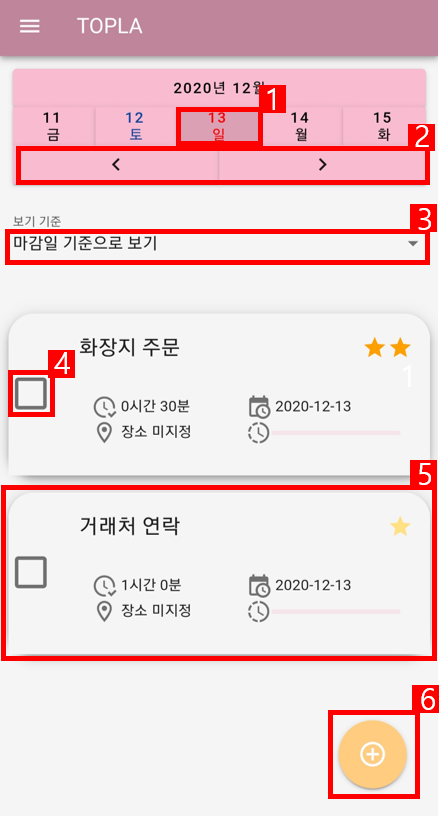 TOPLA
2020년 12월
1
11 12 13 14 15
금 토 일 월 화
2
보기 기준
3
마감일 기준으로 보기
4
화장지 주문
1
0시간 30분 2020-12-13
장소 미지정
5
거래처 연락
1시간 0분 2020-12-13
장소 미지정
6